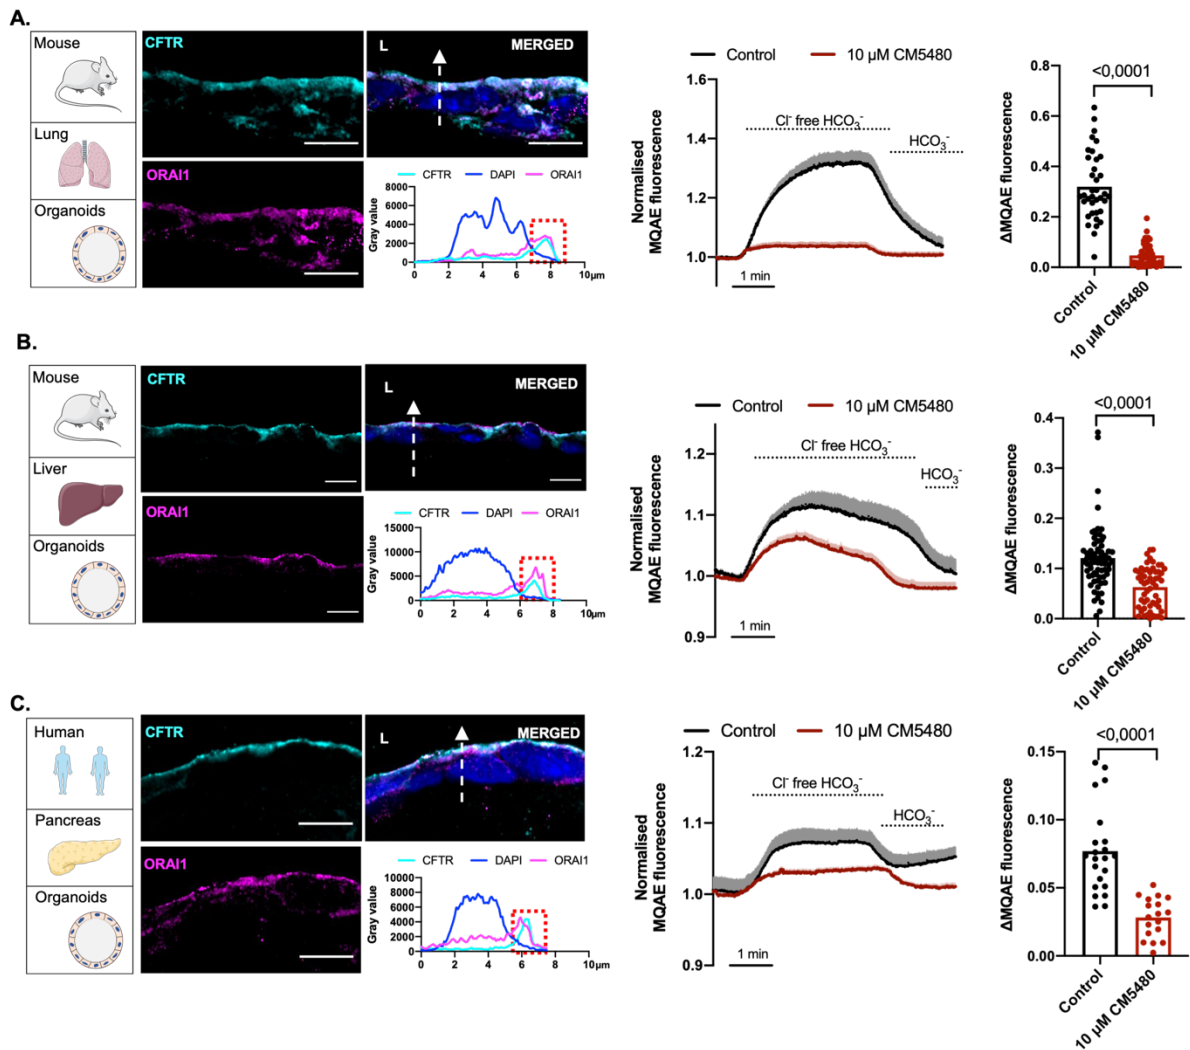 A.
Mouse
Lung
Organoids
CFTR
L
MERGED
ORAI1
CFTR DAPI ORAI1
Gray value
8000
6000
4000
2000
0
0 2 4 6 8 10µm
Control 10 µM CM5480
Normalised
MQAE fluorescence
1.6
1.4
1.2
1.0
Cl⁻ free HCO₃⁻
HCO₃⁻
1 min
ΔMQAE fluorescence
0.8
0.6
0.4
0.2
0.0
<0,0001
Control
10 µM CM5480
B.
Mouse
Liver
Organoids
CFTR
L
MERGED
ORAI1
CFTR DAPI ORAI1
Gray value
15000
10000
5000
0
0 2 4 6 8 10µm
Control 10 µM CM5480
Normalised
MQAE fluorescence
1.2
1.1
1.0
0.9
Cl⁻ free HCO₃⁻
HCO₃⁻
1 min
ΔMQAE fluorescence
0.4
0.3
0.2
0.1
0.0
<0,0001
Control
10 µM CM5480
C.
Human
Pancreas
Organoids
CFTR
L
MERGED
ORAI1
CFTR DAPI ORAI1
Gray value
10000
8000
6000
4000
2000
0
0 2 4 6 8 10µm
Control 10 µM CM5480
Normalised
MQAE fluorescence
1.2
1.1
1.0
0.9
Cl⁻ free HCO₃⁻
HCO₃⁻
1 min
ΔMQAE fluorescence
0.15
0.10
0.05
0.00
<0,0001
Control
10 µM CM5480